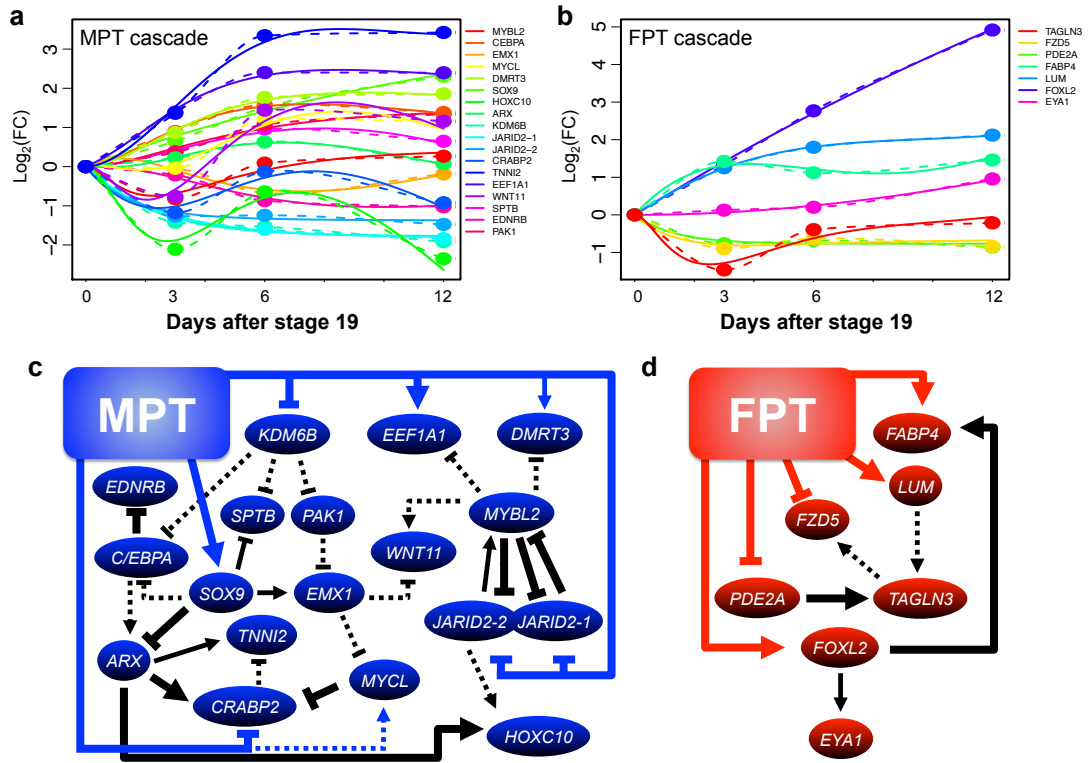 a
MPT cascade
Log2(FC)
3
2
1
0
−1
−2
0 3 6 12
Days after stage 19
MYBL2
CEBPA
EMX1
MYCL
DMRT3
SOX9
HOXC10
ARX
KDM6B
JARID2−1
JARID2−2
CRABP2
TNNI2
EEF1A1
WNT11
SPTB
EDNRB
PAK1
b
FPT cascade
Log2(FC)
5
4
3
2
1
0
−1
0 3 6 12
Days after stage 19
TAGLN3
FZD5
PDE2A
FABP4
LUM
FOXL2
EYA1
c
MPT
KDM6B
EEF1A1
DMRT3
EDNRB
SPTB
PAK1
MYBL2
C/EBPA
WNT11
SOX9
EMX1
JARID2-2
JARID2-1
TNNI2
ARX
MYCL
CRABP2
HOXC10
d
FPT
FABP4
LUM
FZD5
PDE2A
TAGLN3
FOXL2
EYA1